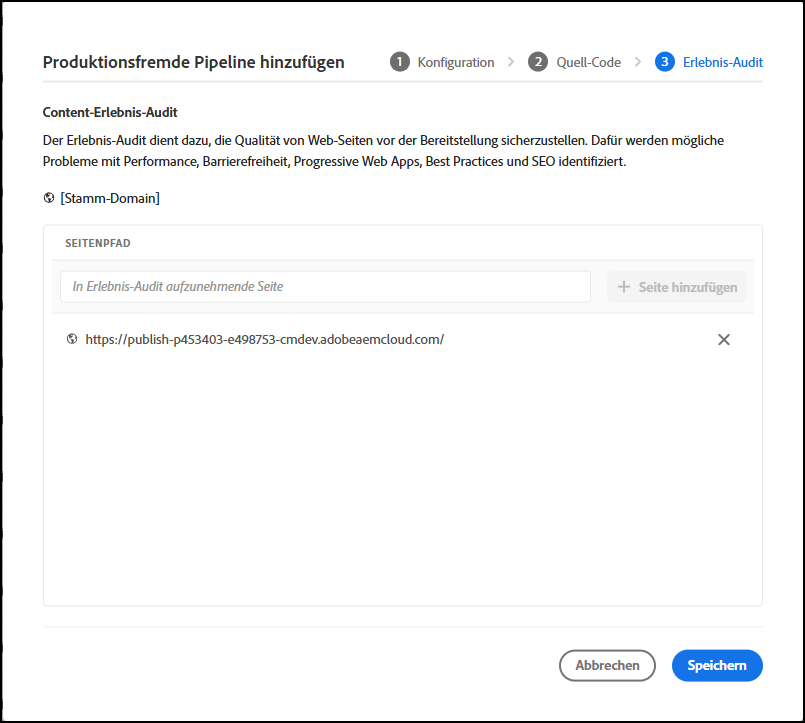 Produktionsfremde Pipeline hinzufügen
1 Konfiguration > 2 Quell-Code > 3 Erlebnis-Audit
Content-Erlebnis-Audit
Der Erlebnis-Audit dient dazu, die Qualität von Web-Seiten vor der Bereitstellung sicherzustellen. Dafür werden mögliche
Probleme mit Performance, Barrierefreiheit, Progressive Web Apps, Best Practices und SEO identifiziert.
[Stamm-Domain]
SEITENPFAD
In Erlebnis-Audit aufzunehmende Seite
+ Seite hinzufügen
https://publish-p453403-e498753-cmdev.adobeaemcloud.com/
Abbrechen
Speichern